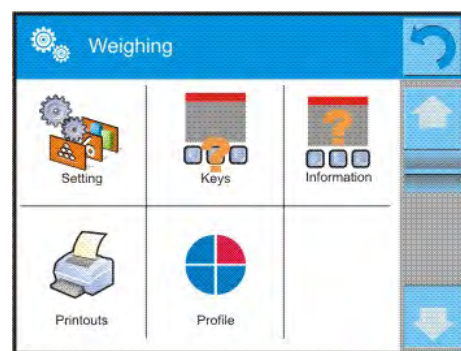 Weighing
Setting
Keys
Information
Printouts
Profile